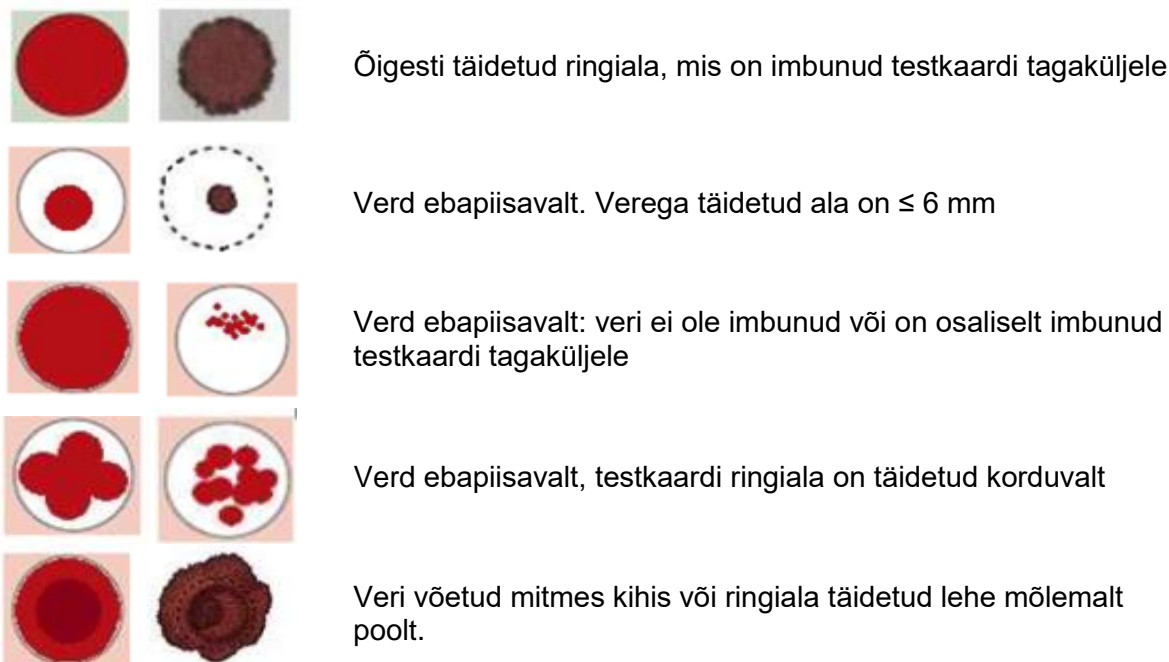 Õigesti täidetud ringiala, mis on imbunud testkaardi tagaküljele
Verd ebapiisavalt. Verega täidetud ala on ≤ 6 mm
Verd ebapiisavalt: veri ei ole imbunud või on osaliselt imbunud
testkaardi tagaküljele
Verd ebapiisavalt, testkaardi ringiala on täidetud korduvalt
Veri võetud mitmes kihis või ringiala täidetud lehe mõlemalt
poolt.